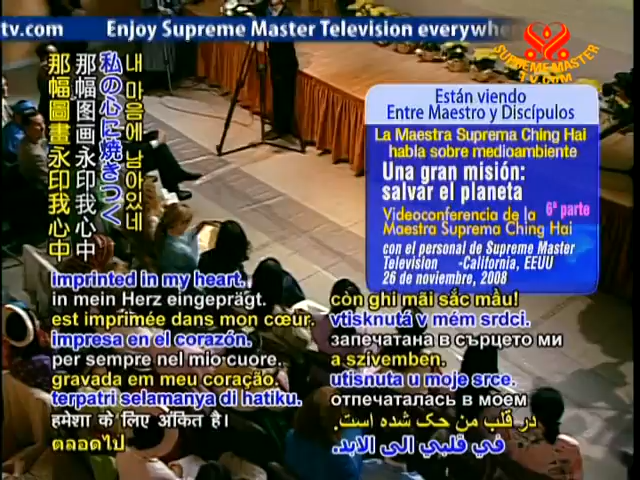 tv.com Enjoy Supreme Master Television everywhe
SUPREME MASTER
TV.COM
那幅圖畫永印我心中
那幅图画永印我心中
私の心に焼きつく
내 마음에 남아있네
Están viendo
Entre Maestro y Discípulos
La Maestra Suprema Ching Hai
habla sobre medioambiente
Una gran misión:
salvar el planeta
6ª parte
Videoconferencia de la
Maestra Suprema Ching Hai
con el personal de Supreme Master
Television -California, EEUU
26 de noviembre, 2008
imprinted in my heart.
in mein Herz eingeprägt.
est imprimée dans mon cœur.
impresa en el corazón.
per sempre nel mio cuore.
gravada em meu coração.
terpatri selamanya di hatiku.
हमेशा के लिए अंकित है।
ตลอดไป
còn ghi mãi sắc mầu!
vtisknutá v mém srdci.
запечатана в сърцето ми
a szívemben.
utisnuta u moje srce.
отпечаталась в моем
در قلب من حک شده است.
في قلبي الى الابد.